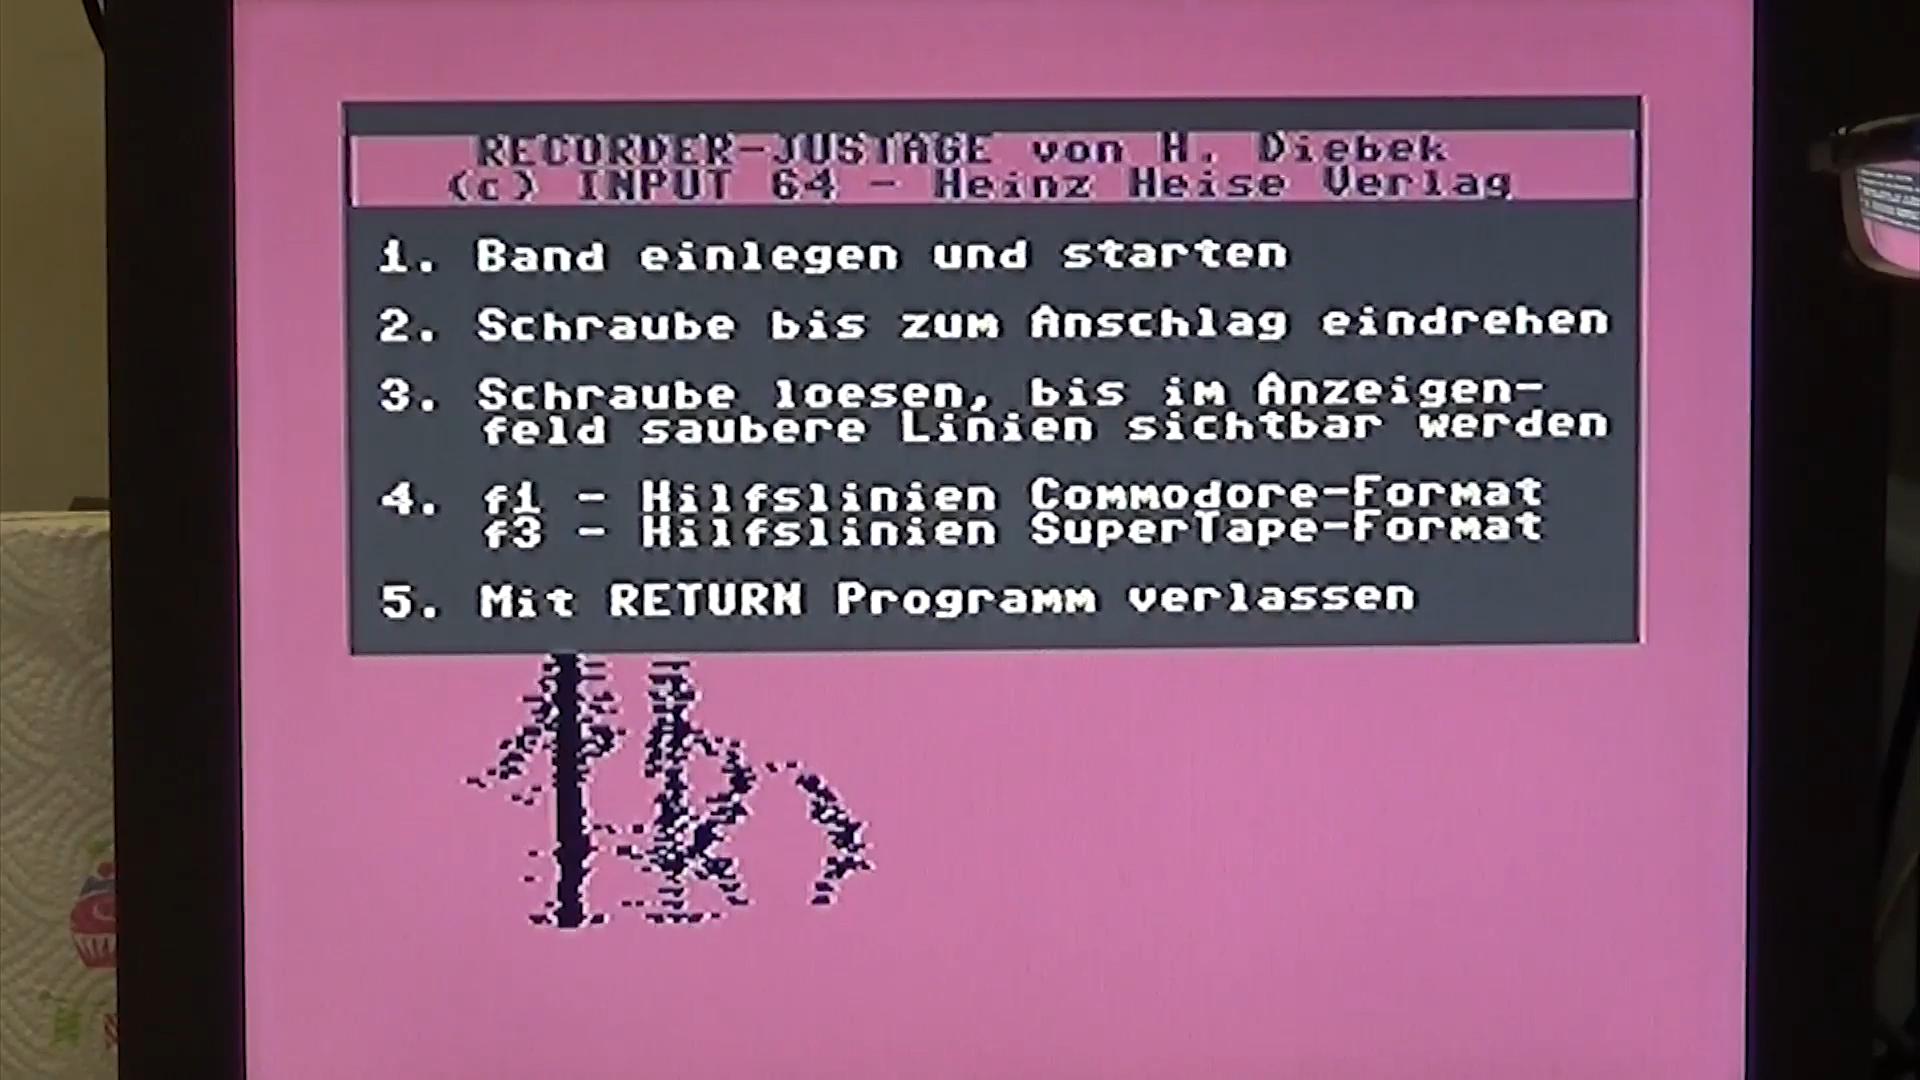 RECORDER-JUSTAGE von H. Diebek
(c) INPUT 64 - Heinz Heise Verlag
1. Band einlegen und starten
2. Schraube bis zum Anschlag eindrehen
3. Schraube loesen, bis im Anzeigen-
feld saubere Linien sichtbar werden
4. f1 - Hilfslinien Commodore-Format
f3 - Hilfslinien SuperTape-Format
5. Mit RETURN Programm verlassen